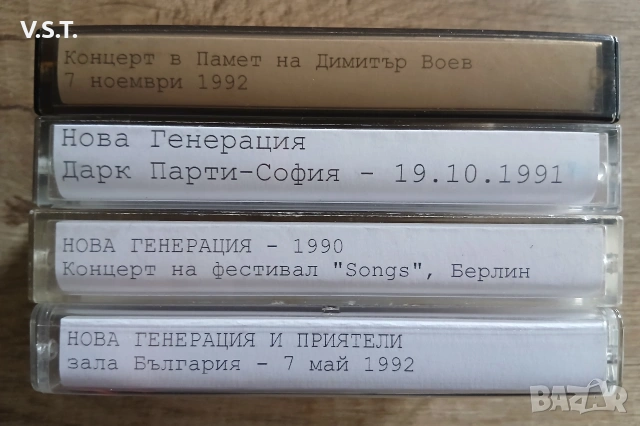 V.S.T.
Концерт в Памет на Димитър Воев
7 ноември 1992
Нова Генерация
Дарк Парти-София - 19.10.1991
НОВА ГЕНЕРАЦИЯ - 1990
Концерт на фестивал "Songs", Берлин
НОВА ГЕНЕРАЦИЯ И ПРИЯТЕЛИ
зала България - 7 май 1992
BAZAR